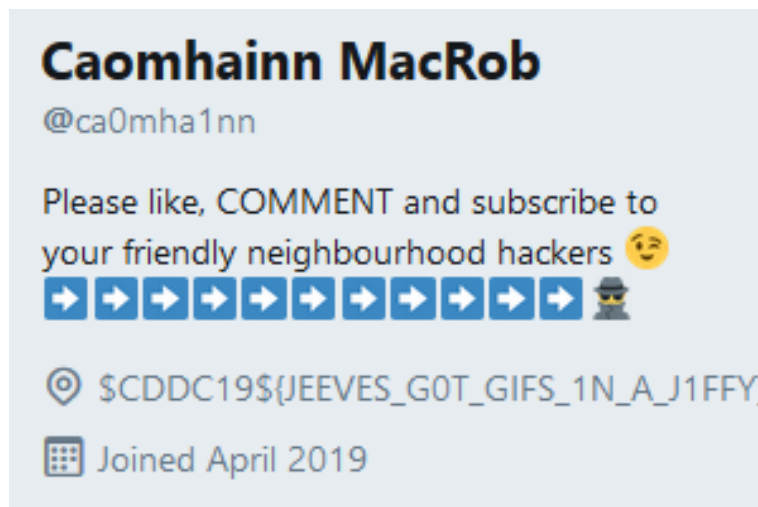 Caomhainn MacRob
@ca0mha1nn
Please like, COMMENT and subscribe to
your friendly neighbourhood hackers 😉
➡➡➡➡➡➡➡➡➡➡➡🕵
$CDDC19${JEEVES_G0T_GIFS_1N_A_J1FFY}
Joined April 2019